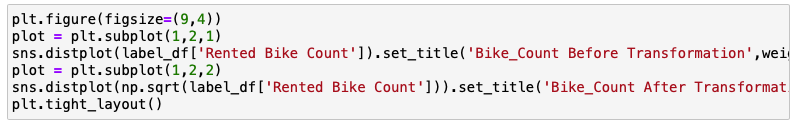 plt.figure(figsize=(9,4))
plot = plt.subplot(1,2,1)
sns.distplot(label_df['Rented Bike Count']).set_title('Bike_Count Before Transformation',wei
plot = plt.subplot(1,2,2)
sns.distplot(np.sqrt(label_df['Rented Bike Count'])).set_title('Bike_Count After Transformat
plt.tight_layout()